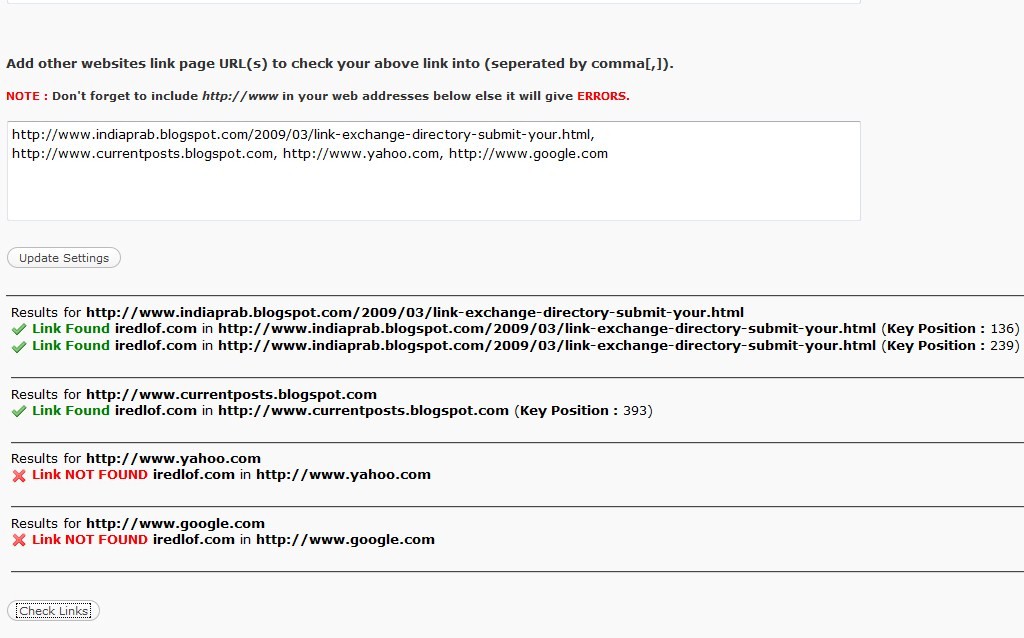 Add other websites link page URL(s) to check your above link into (seperated by comma[,]).
NOTE : Don't forget to include http://www in your web addresses below else it will give ERRORS.
http://www.indiaprab.blogspot.com/2009/03/link-exchange-directory-submit-your.html,
http://www.currentposts.blogspot.com, http://www.yahoo.com, http://www.google.com
Update Settings
Results for http://www.indiaprab.blogspot.com/2009/03/link-exchange-directory-submit-your.html
Link Found iredlof.com in http://www.indiaprab.blogspot.com/2009/03/link-exchange-directory-submit-your.html (Key Position : 136)
Link Found iredlof.com in http://www.indiaprab.blogspot.com/2009/03/link-exchange-directory-submit-your.html (Key Position : 239)
Results for http://www.currentposts.blogspot.com
Link Found iredlof.com in http://www.currentposts.blogspot.com (Key Position : 393)
Results for http://www.yahoo.com
Link NOT FOUND iredlof.com in http://www.yahoo.com
Results for http://www.google.com
Link NOT FOUND iredlof.com in http://www.google.com
Check Links